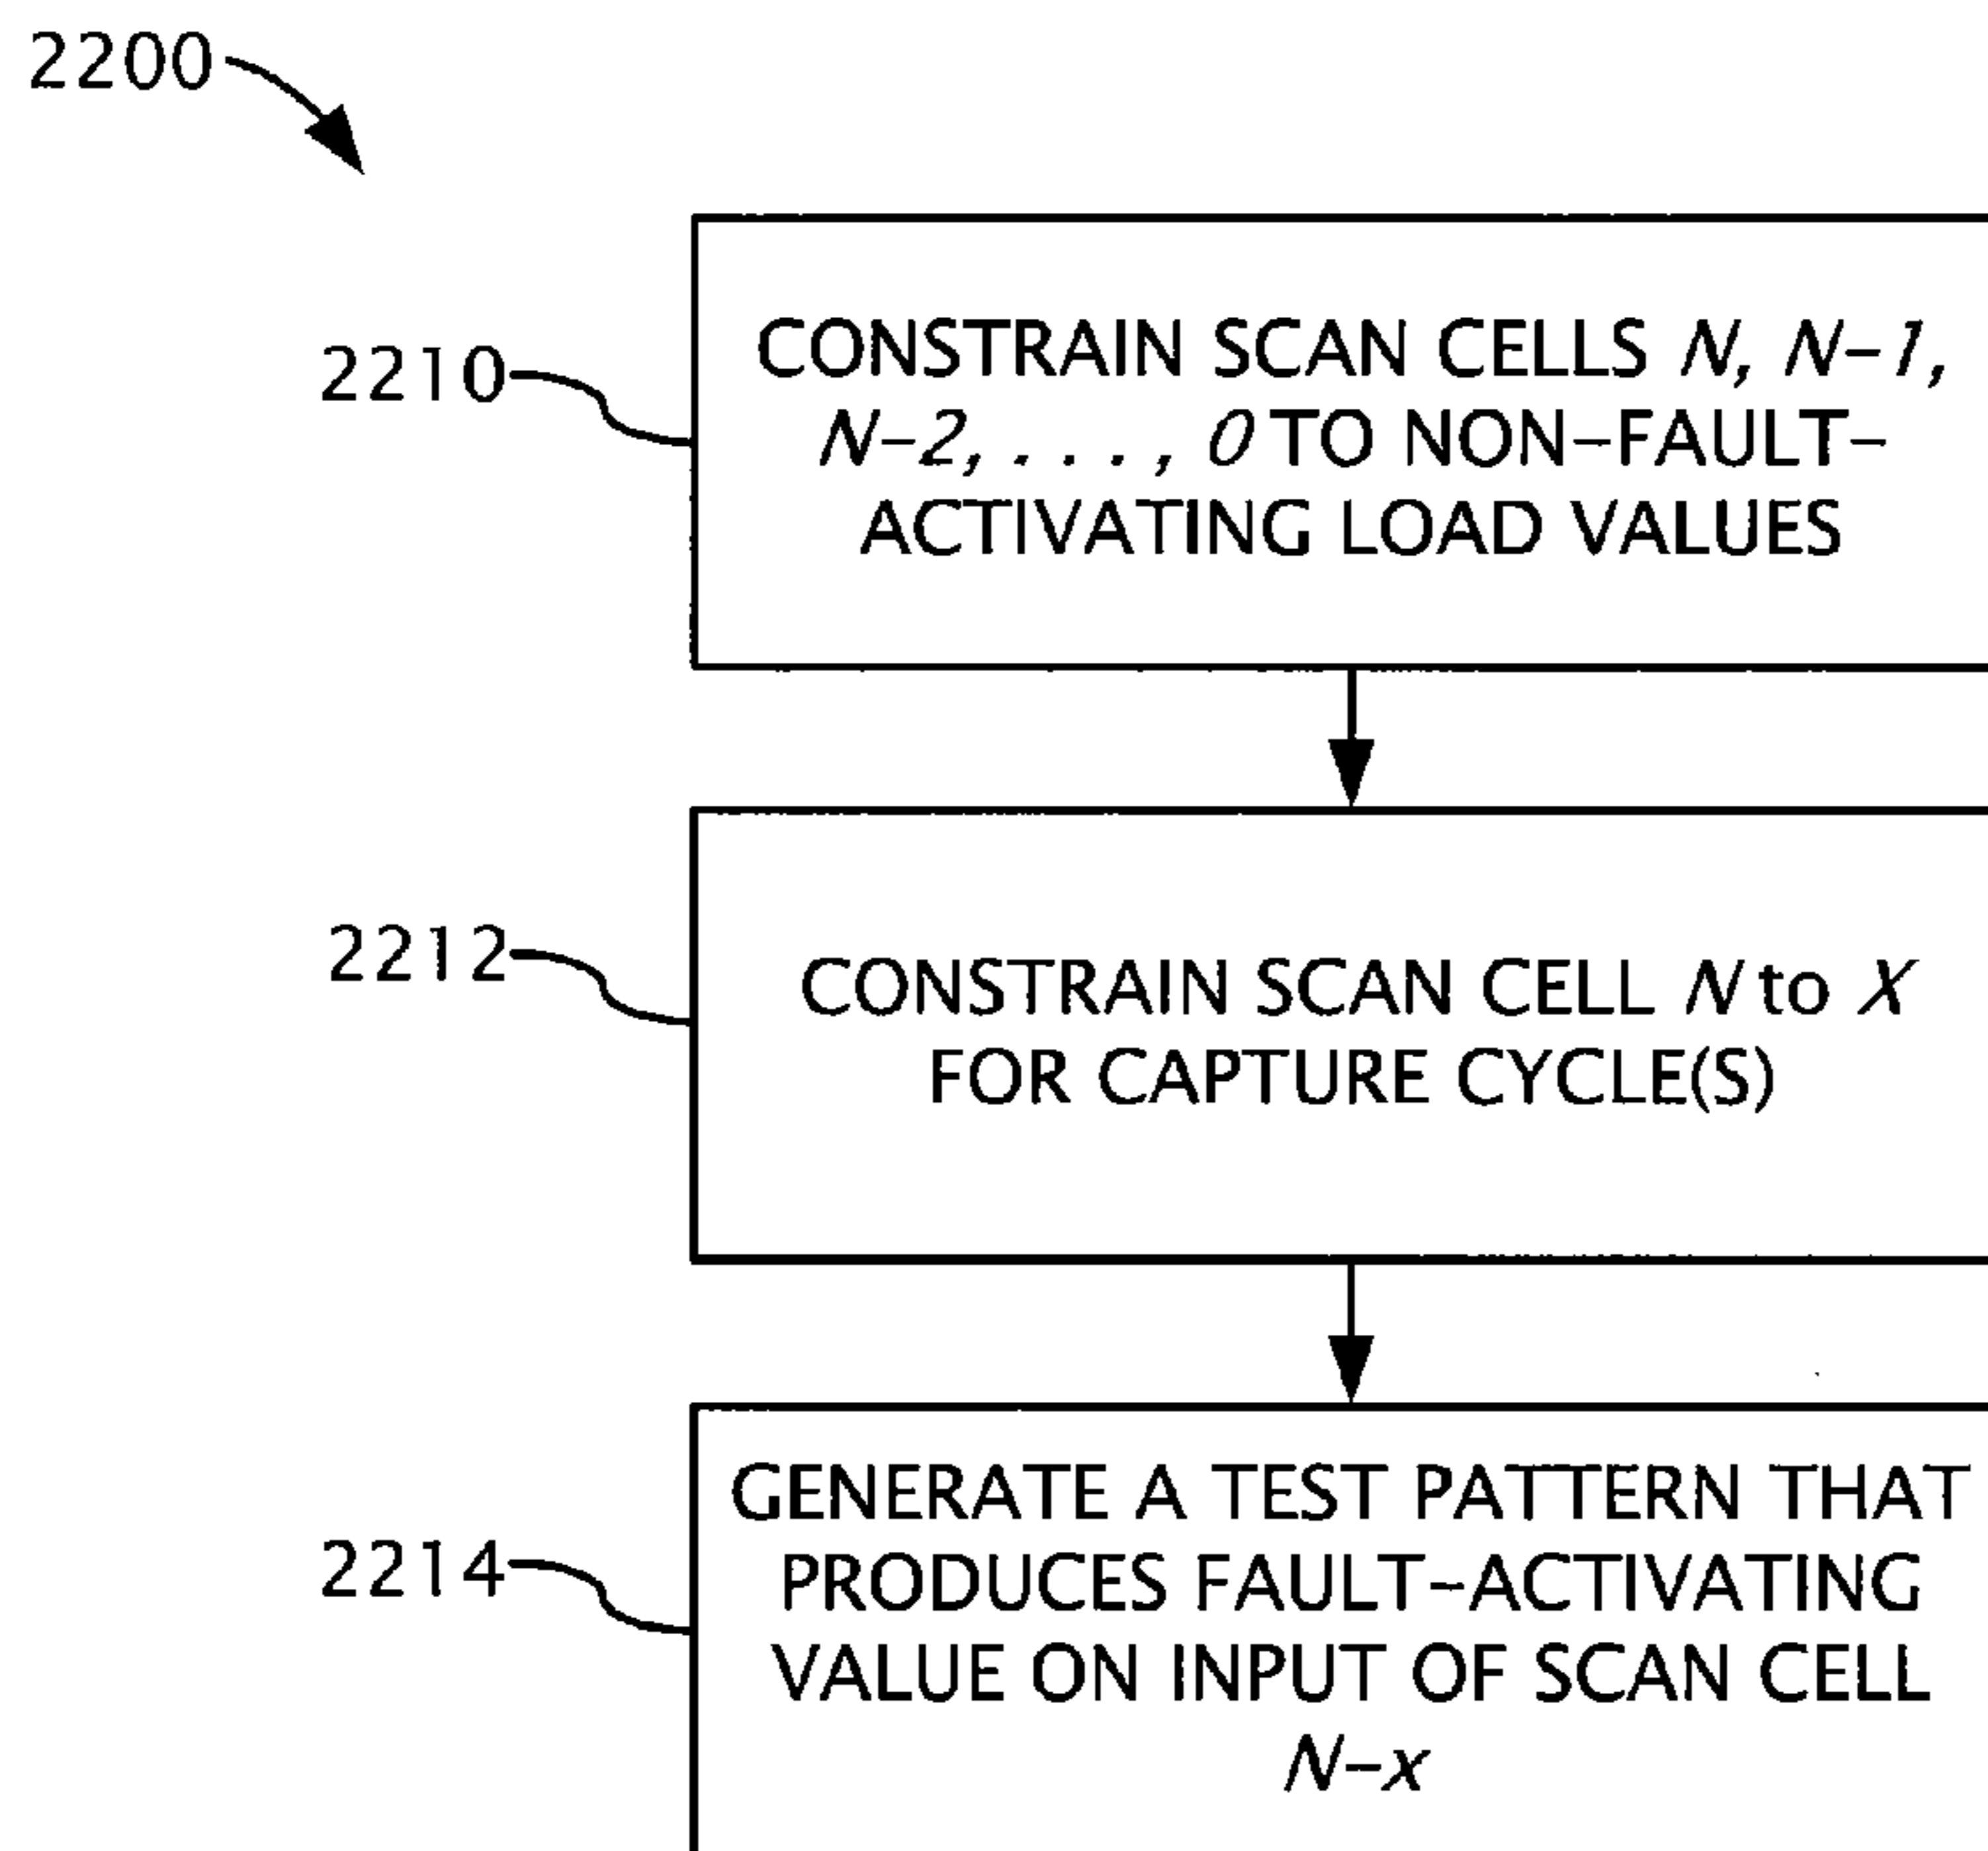 2200
2210
CONSTRAIN SCAN CELLS N, N-1,
N-2, . . . , 0 TO NON-FAULT-
ACTIVATING LOAD VALUES
2212
CONSTRAIN SCAN CELL N to X
FOR CAPTURE CYCLE(S)
2214
GENERATE A TEST PATTERN THAT
PRODUCES FAULT-ACTIVATING
VALUE ON INPUT OF SCAN CELL
N-x